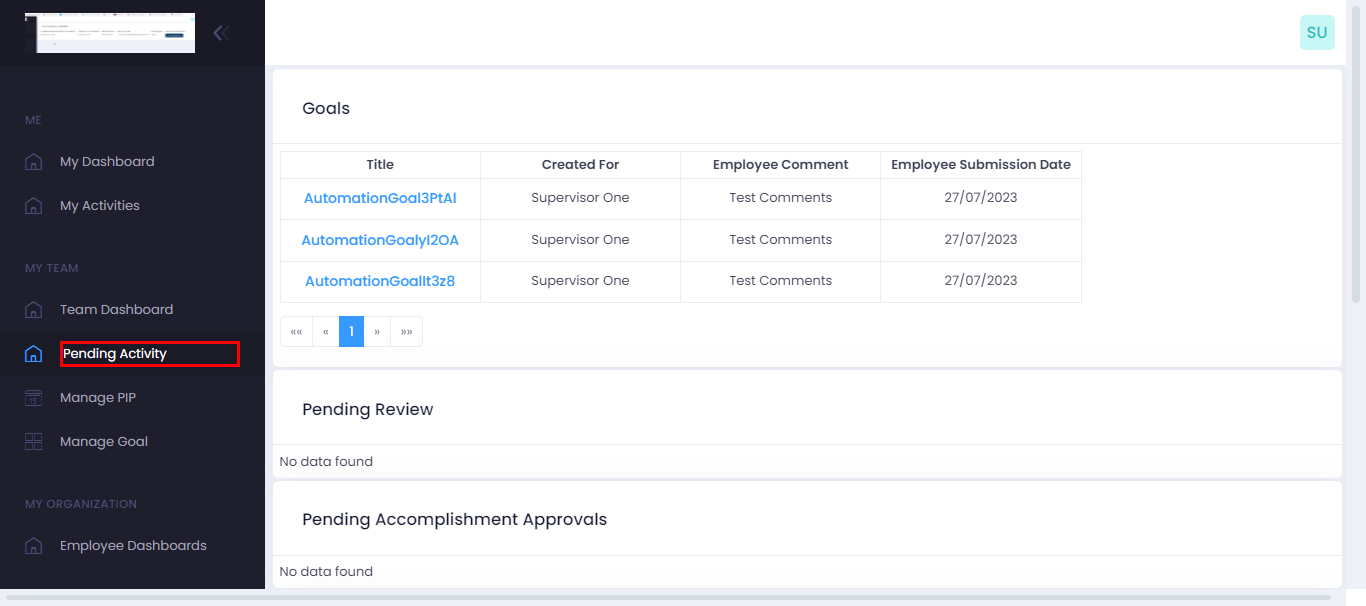 SU
ME
My Dashboard
My Activities
MY TEAM
Team Dashboard
Pending Activity
Manage PIP
15
Manage Goal
MY ORGANIZATION
Employee Dashboards
Goals
Title Created For Employee Comment Employee Submission Date
AutomationGoal3PtAl Supervisor One Test Comments 27/07/2023
AutomationGoalyI2OA Supervisor One Test Comments 27/07/2023
AutomationGoalIt3z8 Supervisor One Test Comments 27/07/2023
«« « 1 » »»
Pending Review
No data found
Pending Accomplishment Approvals
No data found